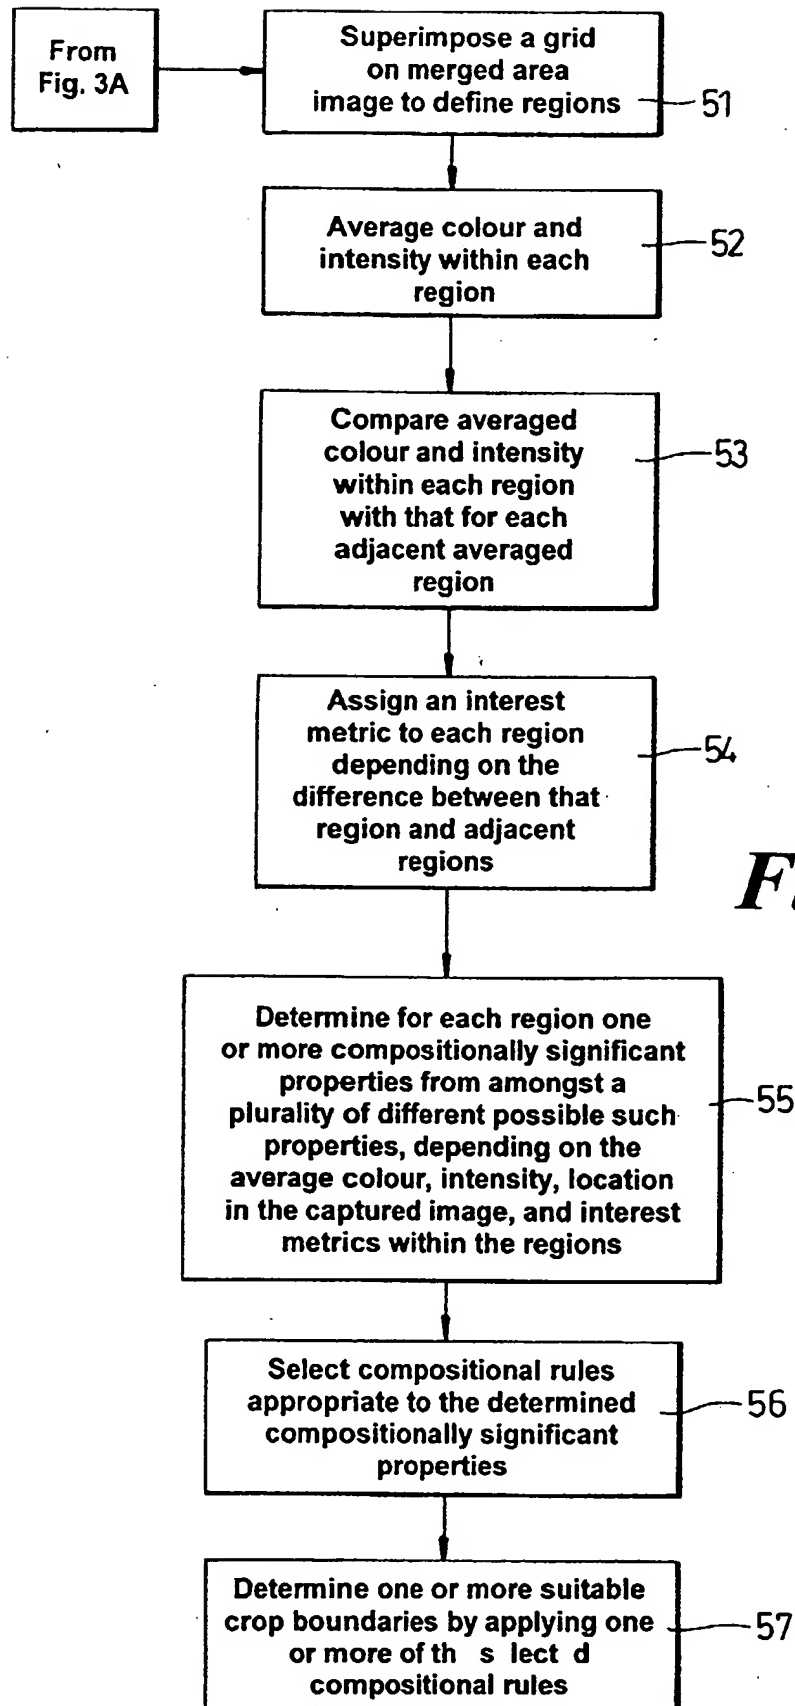 From
Fig. 3A
Superimpose a grid
on merged area
image to define regions
51
Average colour and
intensity within each
region
52
Compare averaged
colour and intensity
within each region
with that for each
adjacent averaged
region
53
Assign an interest
metric to each region
depending on the
difference between that
region and adjacent
regions
54
Determine for each region one
or more compositionally significant
properties from amongst a
plurality of different possible such
properties, depending on the
average colour, intensity, location
in the captured image, and interest
metrics within the regions
55
Select compositional rules
appropriate to the determined
compositionally significant
properties
56
Determine one or more suitable
crop boundaries by applying one
or more of th s lect d
compositional rules
57